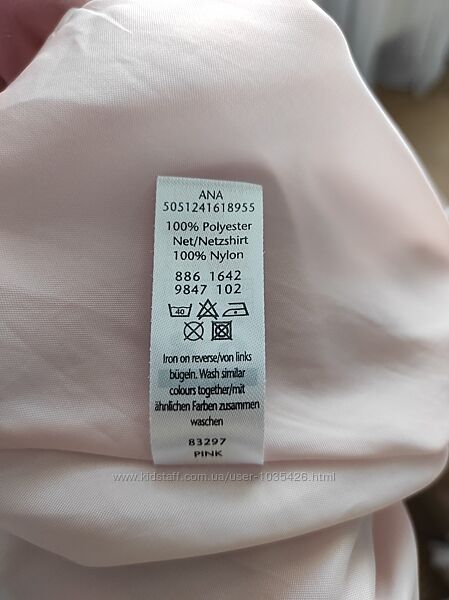 ANA
5051241618955
100% Polyester
Net/Netzshirt
100% Nylon
886 1642
9847 102
40
Iron on reverse/von links
bügeln. Wash similar
colours together/mit
ähnlichen Farben zusammen
waschen
83297
PINK
www.kidstaff.com.ua/user-1035426.html